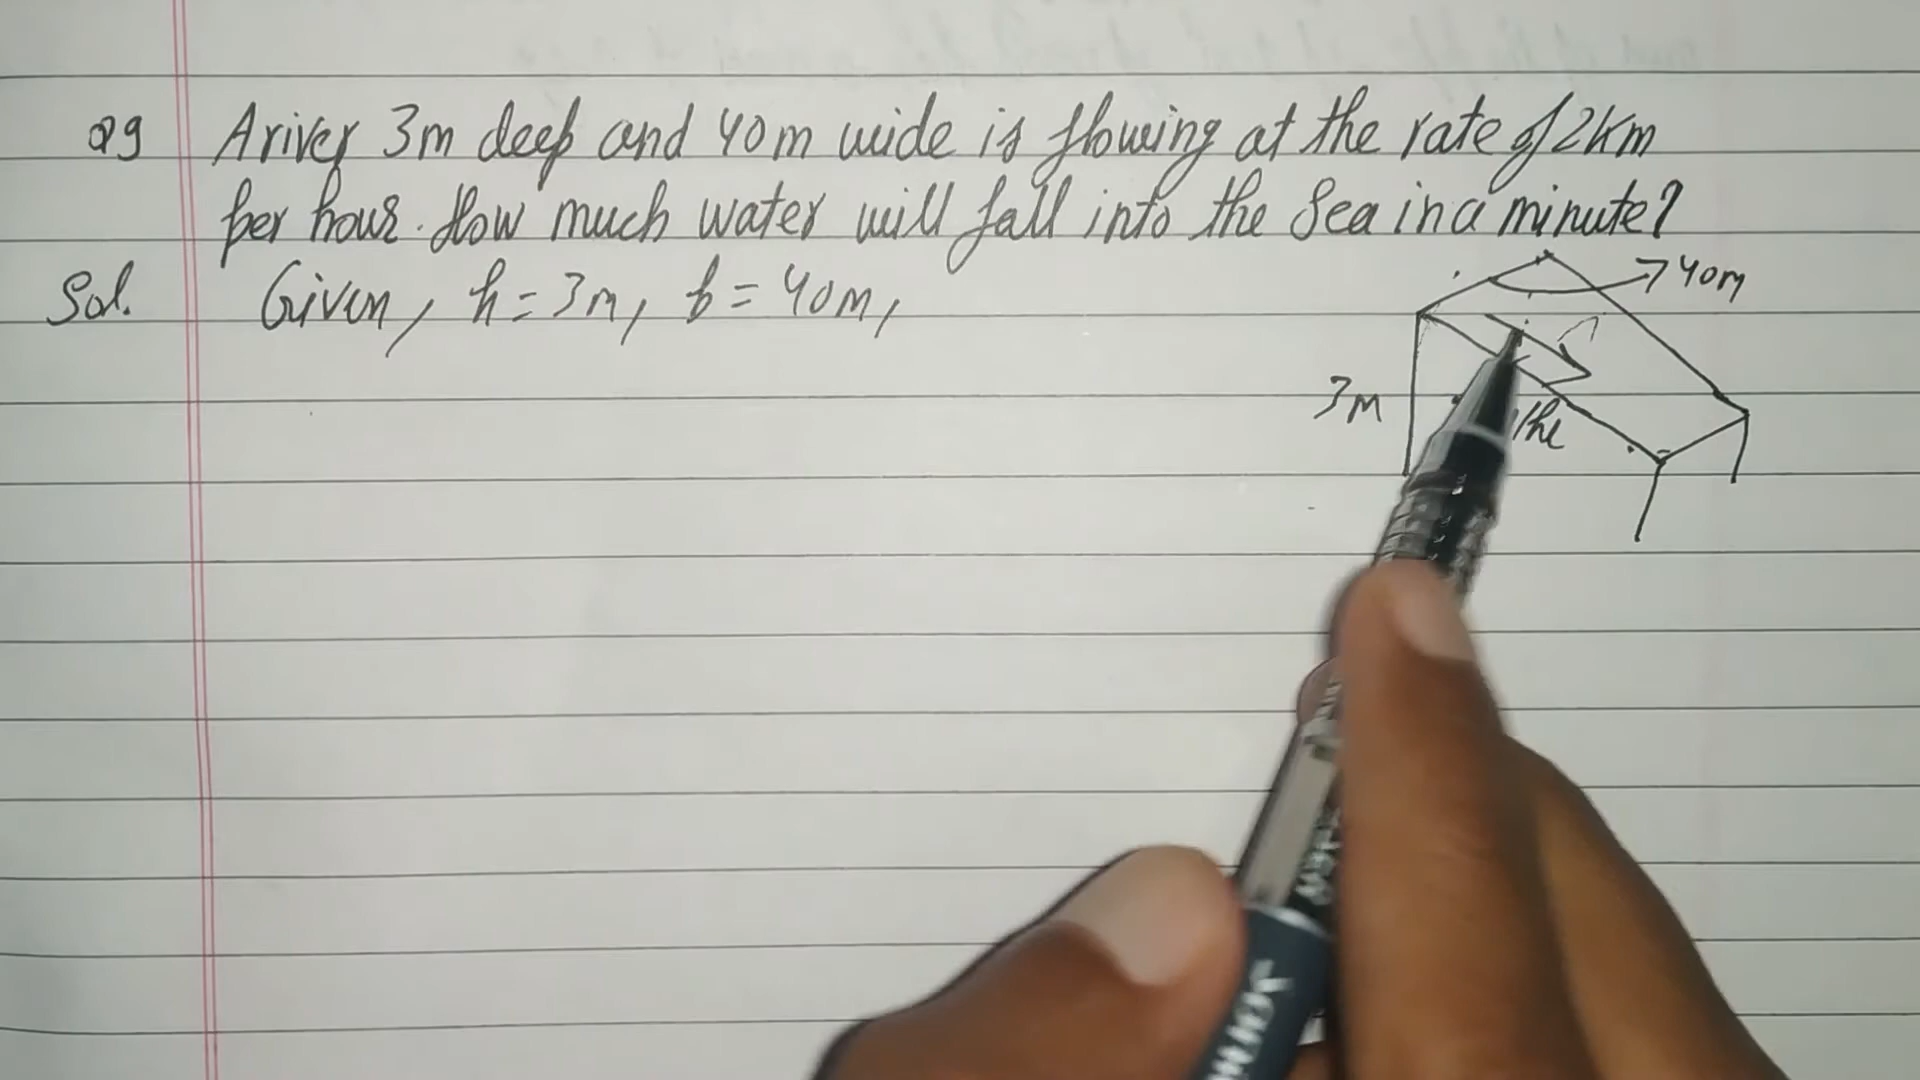 Q9 A river 3m deep and 40m wide is flowing at the rate of 2km
per hour. How much water will fall into the Sea in a minute?
Sol. Given, h = 3m, b = 40m,
40m
3m